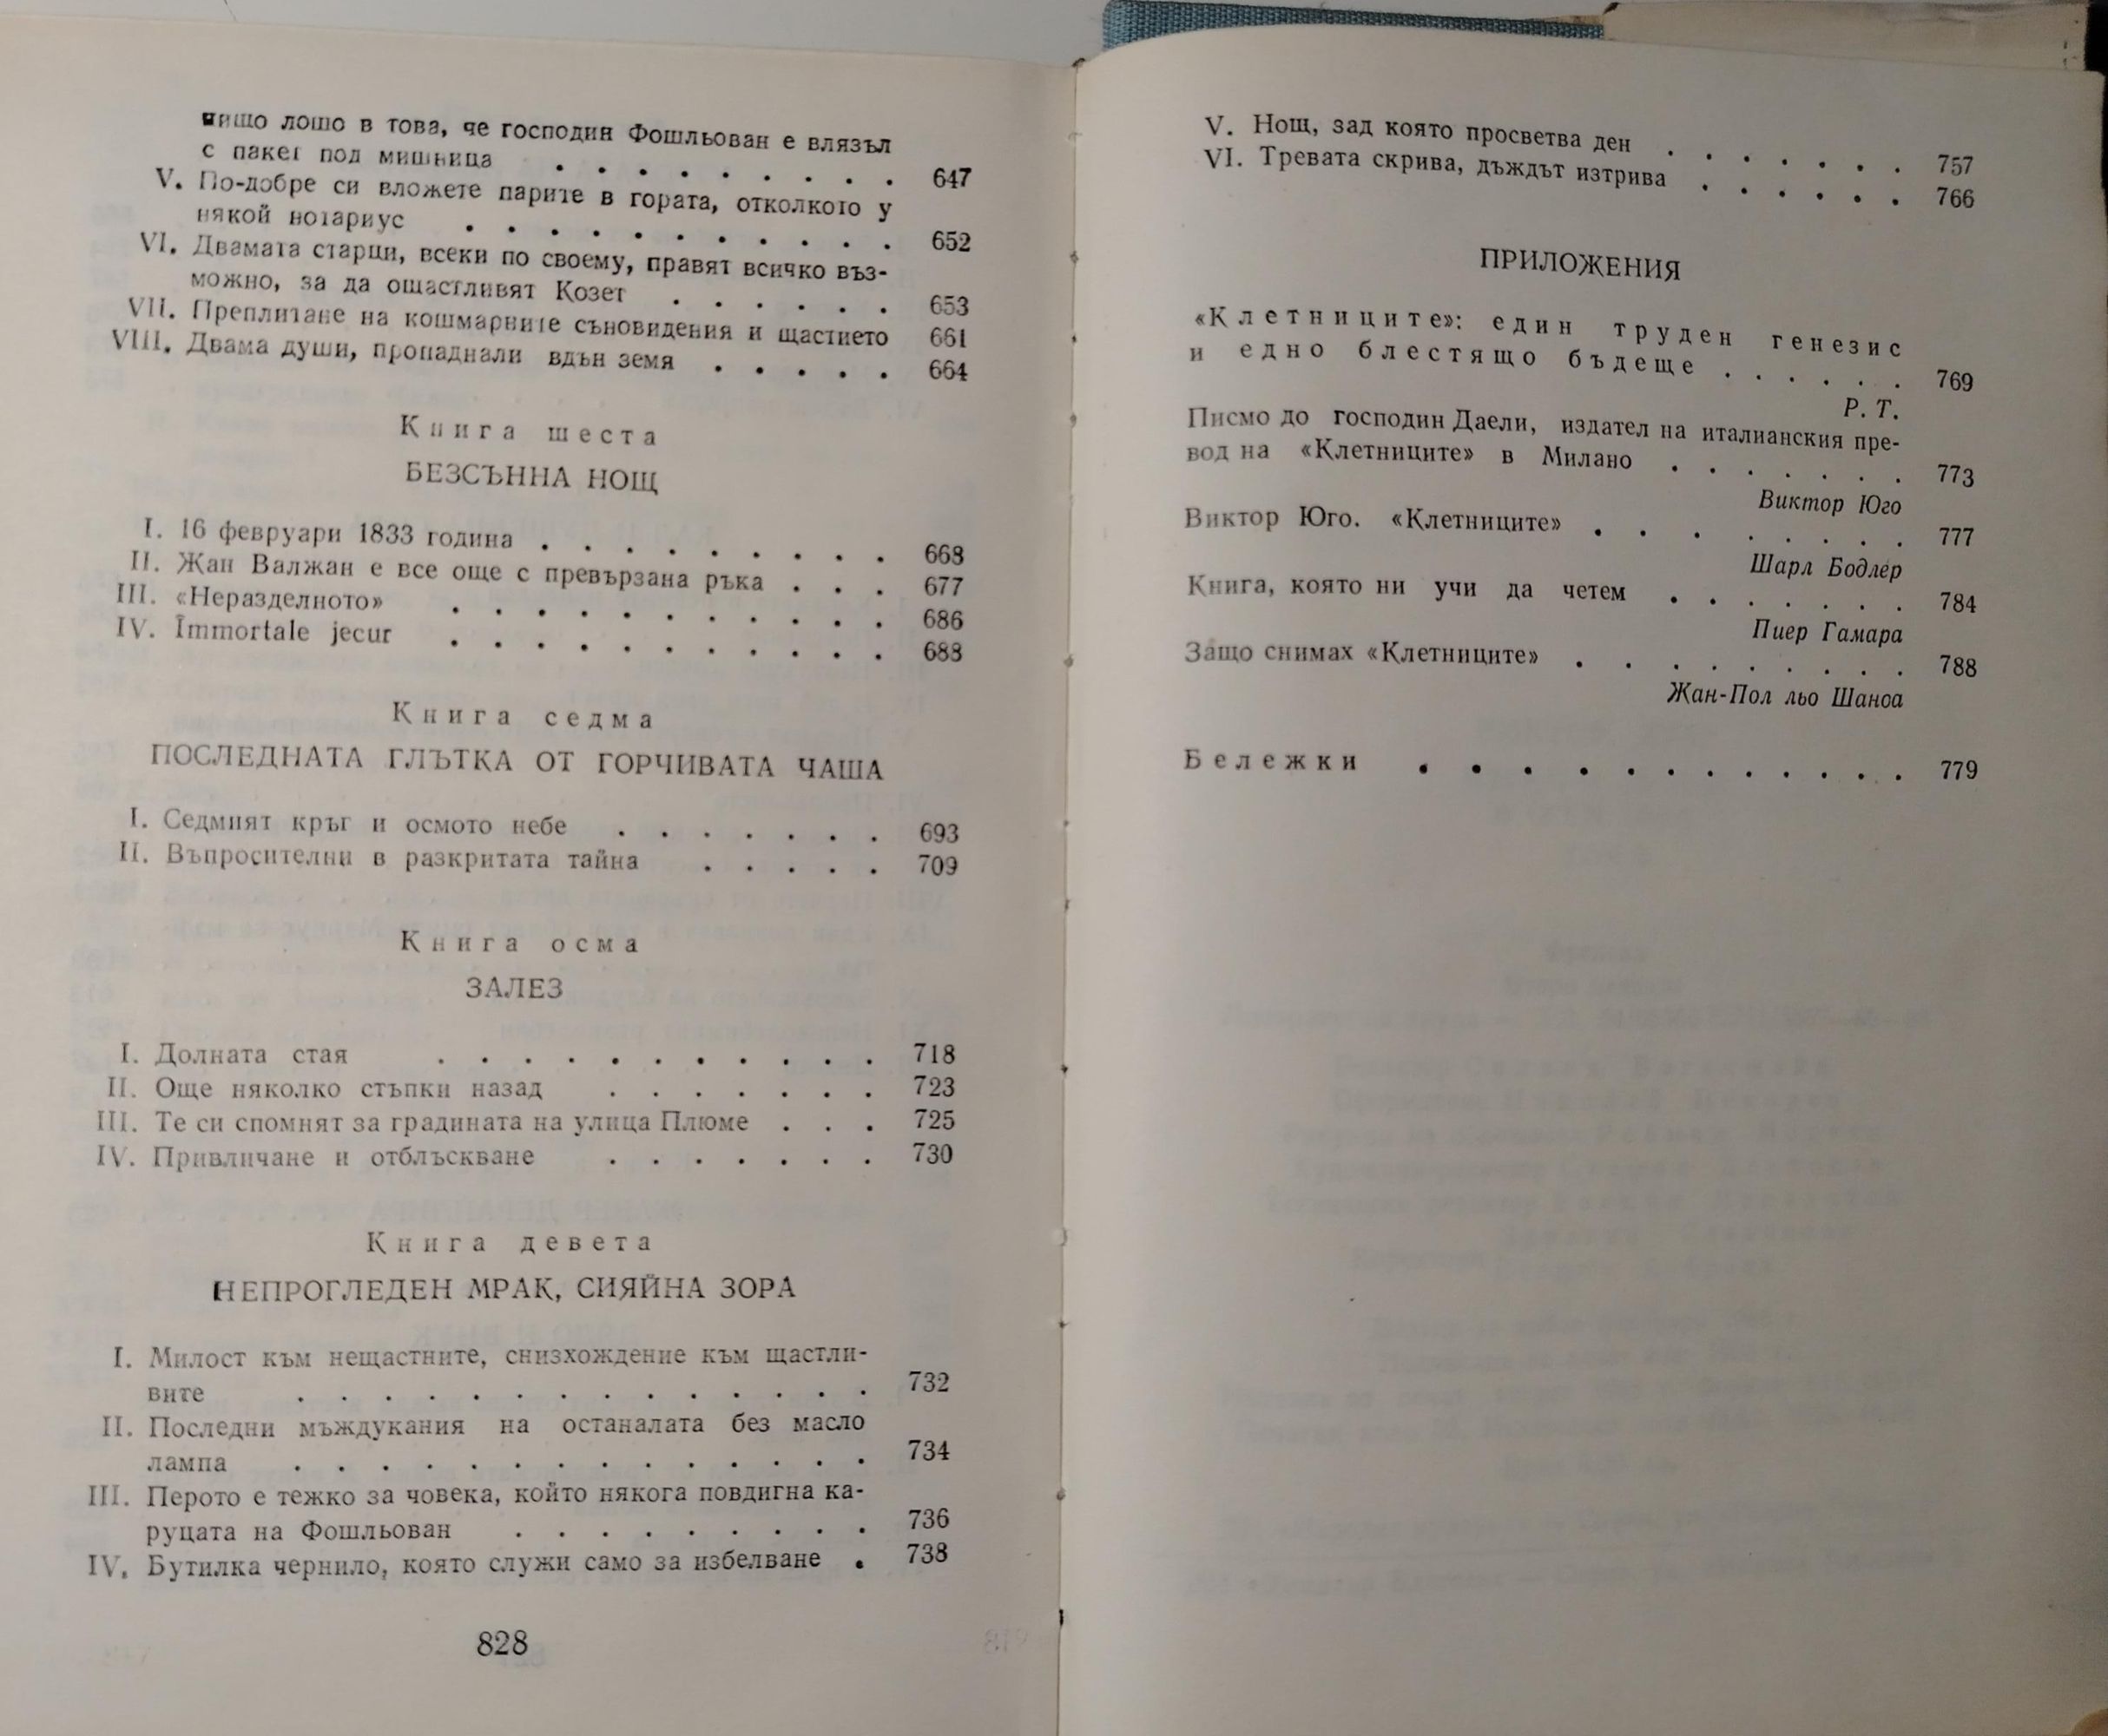 нищо лошо в това, че господин Фошльован е влязъл
с пакет под мишница . . . . . . . . 647
V. По-добре си вложете парите в гората, отколкото у
някой нотариус . . . . . . . . . . . 652
VI. Двамата старци, всеки по своему, правят всичко въз-
можно, за да ощастливят Козет . . . . . . 653
VII. Преплитане на кошмарните съновидения и щастието 661
VIII. Двама души, пропаднали вдън земя . . . . . 664
Книга шеста
БЕЗСЪННА НОЩ
I. 16 февруари 1833 година . . . . . . . . . 668
II. Жан Валжан е все още с превързана ръка . . . 677
III. «Неразделното» . . . . . . . . . . . 686
IV. Immortale jecur . . . . . . . . . . . 688
Книга седма
ПОСЛЕДНАТА ГЛЪТКА ОТ ГОРЧИВАТА ЧАША
I. Седмият кръг и осмото небе . . . . . . . 693
II. Въпросителни в разкритата тайна . . . . . 709
Книга осма
ЗАЛЕЗ
I. Долната стая . . . . . . . . . . . 718
II. Още няколко стъпки назад . . . . . . . 723
III. Те си спомнят за градината на улица Плюме . . . 725
IV. Привличане и отблъскване . . . . . . . 730
Книга девета
НЕПРОГЛЕДЕН МРАК, СИЯЙНА ЗОРА
I. Милост към нещастните, снизхождение към щастли-
вите . . . . . . . . . . . . . . 732
II. Последни мъждукания на останалата без масло
лампа . . . . . . . . . . . . . . 734
III. Перото е тежко за човека, който някога повдигна ка-
руцата на Фошльован . . . . . . . . . 736
IV. Бутилка чернило, която служи само за избелване . 738
828
V. Нощ, зад която просветва ден . . . . . . . 757
VI. Тревата скрива, дъждът изтрива . . . . . . 766
ПРИЛОЖЕНИЯ
«Клетниците»: един труден генезис
и едно блестящо бъдеще . . . . . . 769
Р. Т.
Писмо до господин Даели, издател на италианския пре-
вод на «Клетниците» в Милано . . . . . . . 773
Виктор Юго
Виктор Юго. «Клетниците» . . . . . . . . 777
Шарл Бодлер
Книга, която ни учи да четем . . . . . . . 784
Пиер Гамара
Защо снимах «Клетниците» . . . . . . . . 788
Жан-Пол льо Шаноа
Бележки . . . . . . . . . . . 779